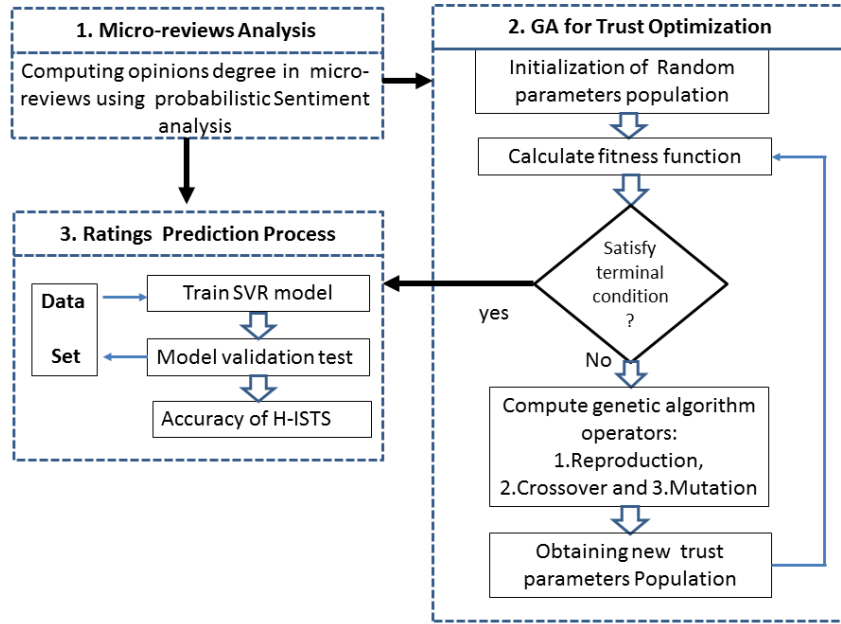 1. Micro-reviews Analysis
Computing opinions degree in micro-
reviews using probabilistic Sentiment
analysis
2. GA for Trust Optimization
Initialization of Random
parameters population
Calculate fitness function
Satisfy
terminal
condition
?
yes
No
Compute genetic algorithm
operators:
1.Reproduction,
2.Crossover and 3.Mutation
Obtaining new trust
parameters Population
3. Ratings Prediction Process
Data
Set
Train SVR model
Model validation test
Accuracy of H-ISTS